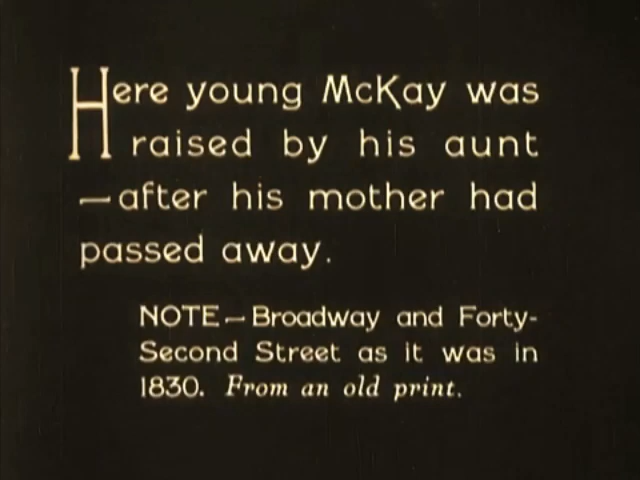 Here young McKay was
raised by his aunt
—after his mother had
passed away.
NOTE—Broadway and Forty-
Second Street as it was in
1830. From an old print.